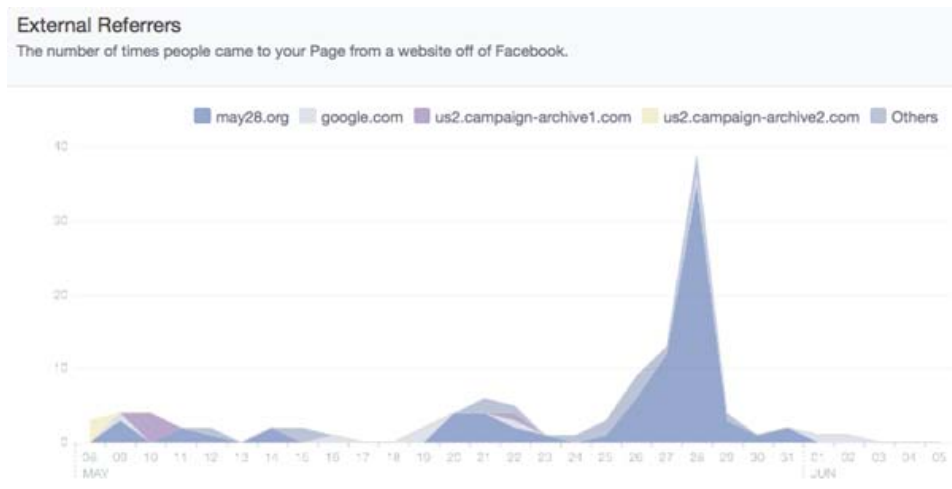 External Referrers
The number of times people came to your Page from a website off of Facebook.
may28.org google.com us2.campaign-archive1.com us2.campaign-archive2.com Others
40
30
20
10
0
08 09 10 11 12 13 14 15 16 17 18 19 20 21 22 23 24 25 26 27 28 29 30 31 01 02 03 04 05
MAY JUN